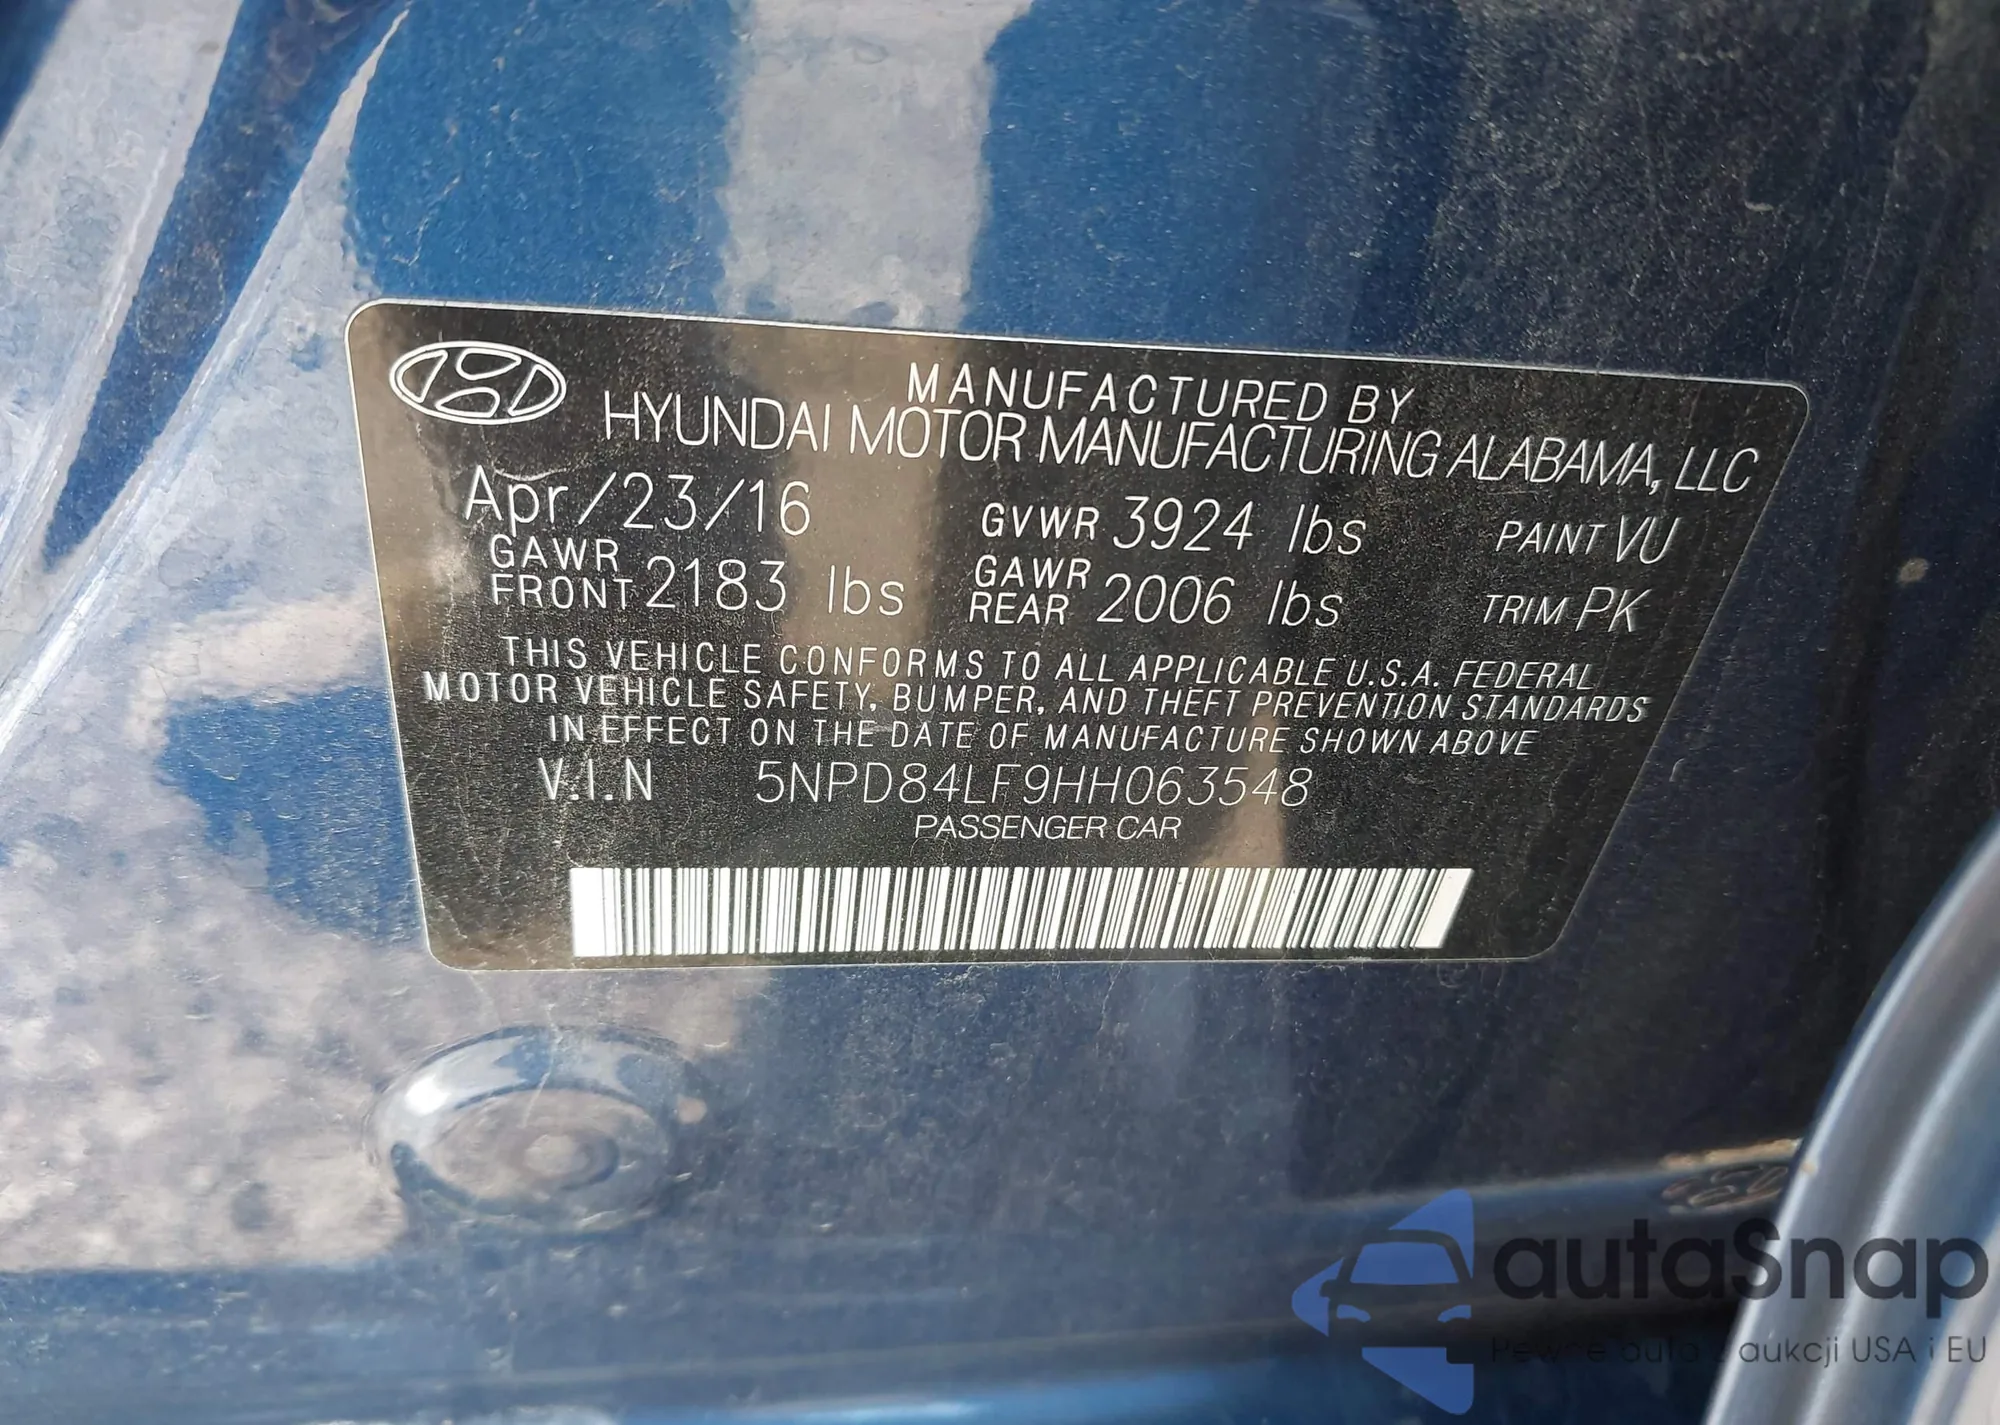 MANUFACTURED BY
HYUNDAI MOTOR MANUFACTURING ALABAMA, LLC
Apr/23/16 GVWR 3924 lbs PAINT VU
GAWR FRONT 2183 lbs GAWR REAR 2006 lbs TRIM PK
THIS VEHICLE CONFORMS TO ALL APPLICABLE U.S.A. FEDERAL
MOTOR VEHICLE SAFETY, BUMPER, AND THEFT PREVENTION STANDARDS
IN EFFECT ON THE DATE OF MANUFACTURE SHOWN ABOVE
V.I.N 5NPD84LF9HH063548
PASSENGER CAR
autaSnap
Pewne auta z aukcji USA i EU